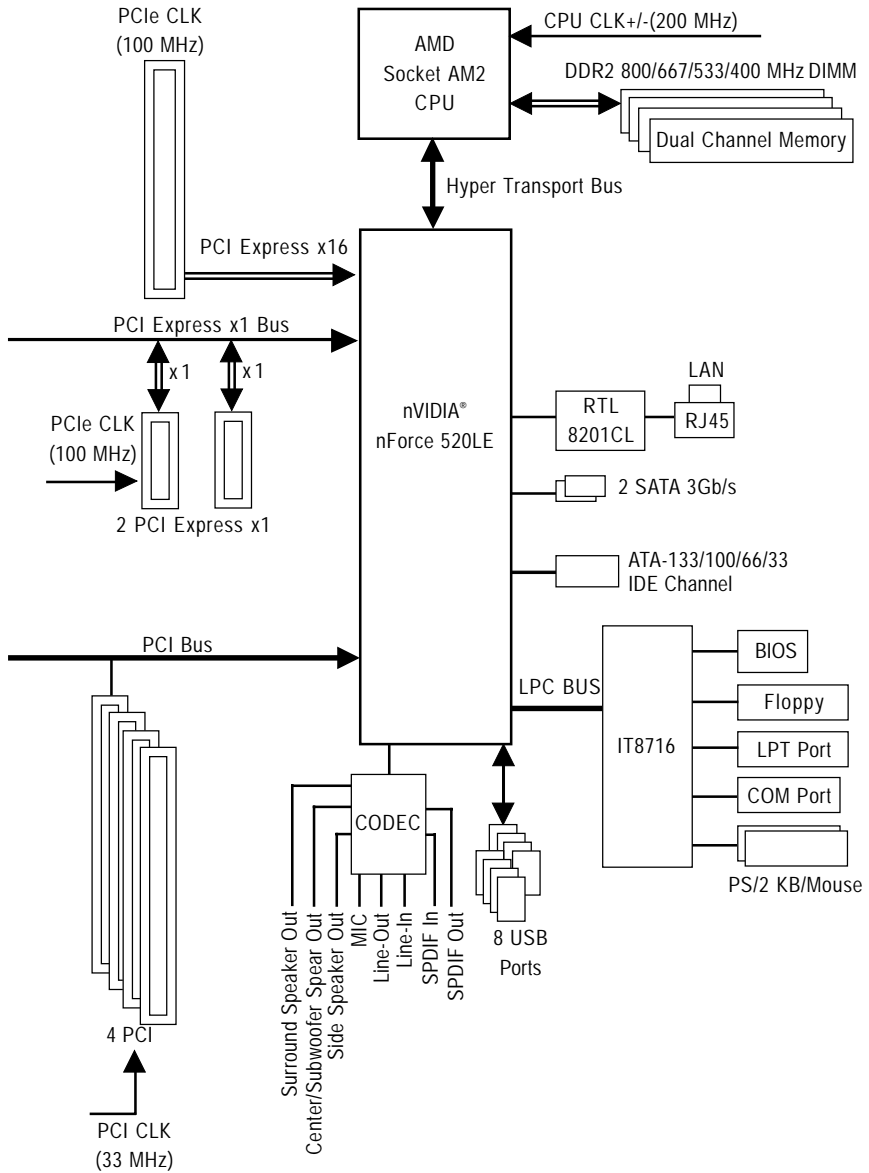 PCIe CLK
(100 MHz)
AMD
Socket AM2
CPU
CPU CLK+/-(200 MHz)
DDR2 800/667/533/400 MHz DIMM
Dual Channel Memory
Hyper Transport Bus
PCI Express x16
PCI Express x1 Bus
x1
x1
PCIe CLK
(100 MHz)
2 PCI Express x1
nVIDIA®
nForce 520LE
LAN
RTL
8201CL
RJ45
2 SATA 3Gb/s
ATA-133/100/66/33
IDE Channel
PCI Bus
LPC BUS
IT8716
BIOS
Floppy
LPT Port
COM Port
PS/2 KB/Mouse
CODEC
Surround Speaker Out
Center/Subwoofer Spear Out
Side Speaker Out
MIC
Line-Out
Line-In
SPDIF In
SPDIF Out
8 USB
Ports
4 PCI
PCI CLK
(33 MHz)